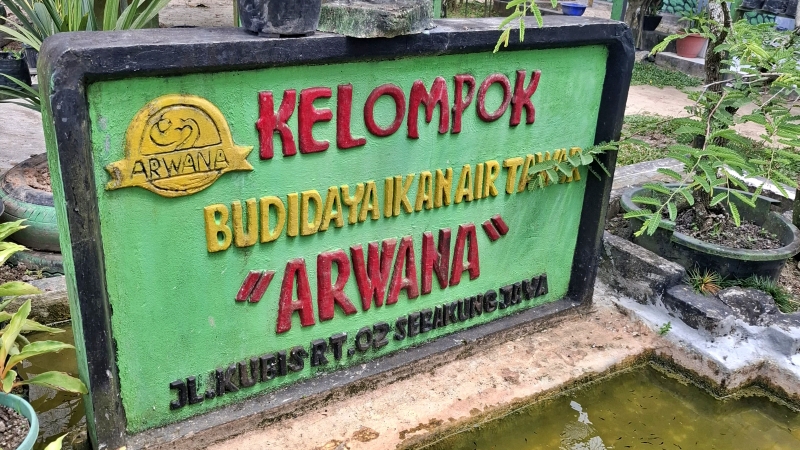 ARWANA
KELOMPOK
BUDIDAYA IKAN AIR TAWAR
"ARWANA"
JL.KUBIS RT.02 SEBAKUNG JAYA